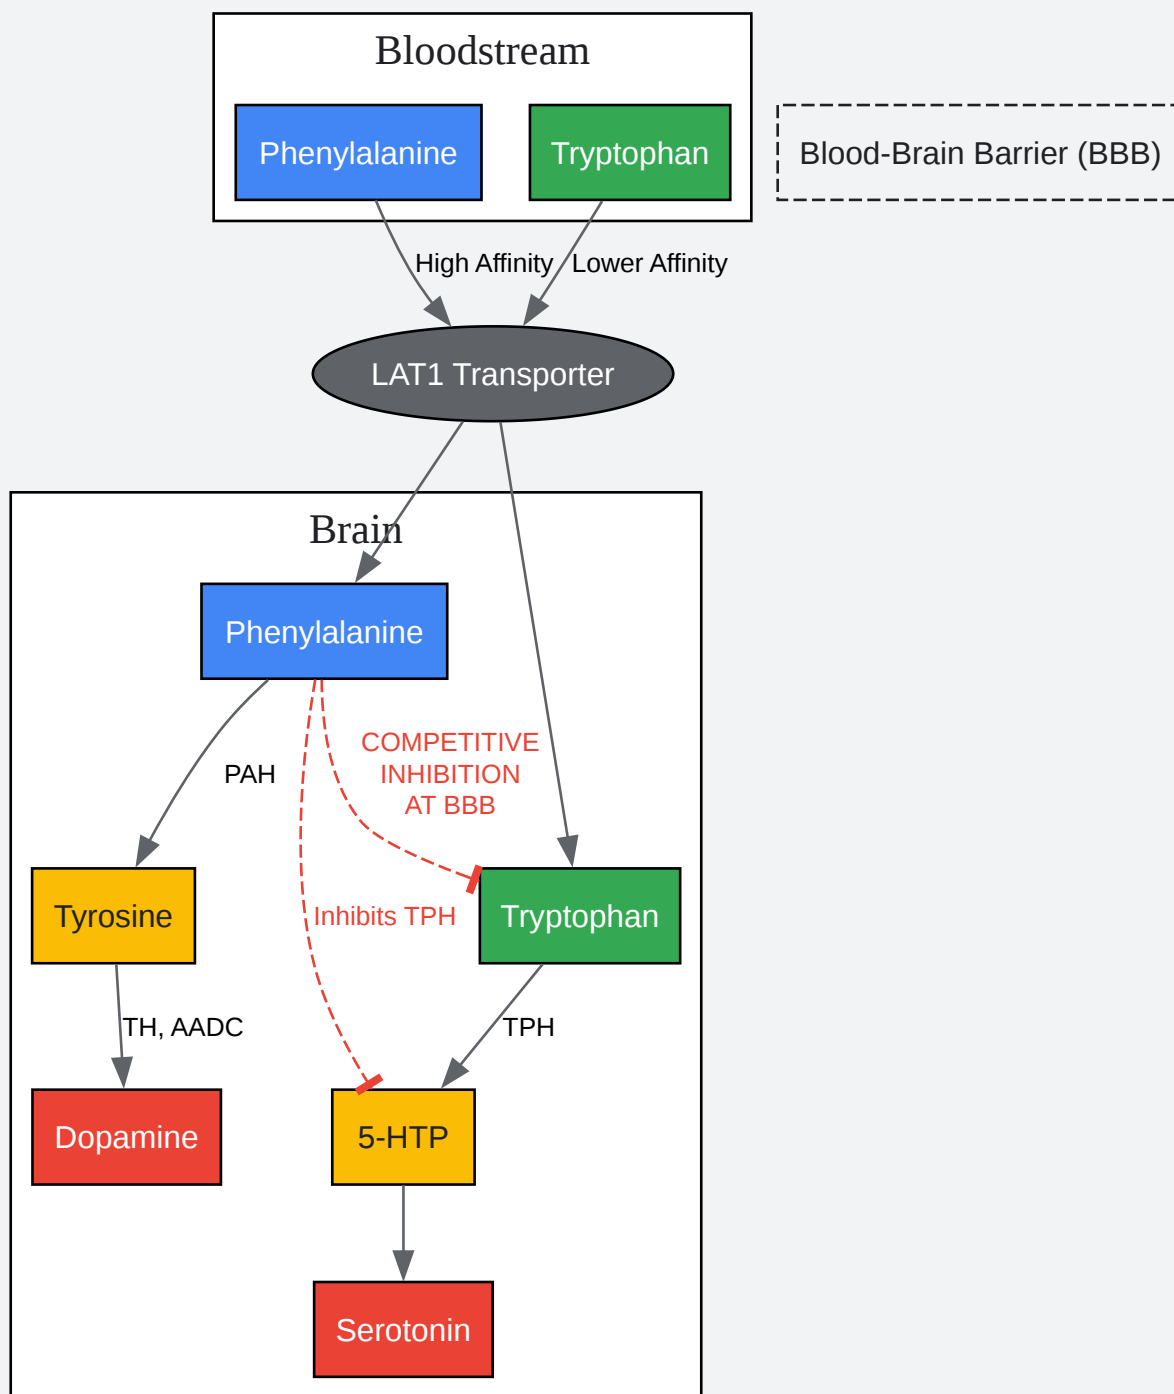 Bloodstream
Phenylalanine
Tryptophan
Blood-Brain Barrier (BBB)
High Affinity
Lower Affinity
LAT1 Transporter
Brain
Phenylalanine
COMPETITIVE
INHIBITION
AT BBB
PAH
Tyrosine
Inhibits TPH
Tryptophan
TH, AADC
TPH
Dopamine
5-HTP
Serotonin